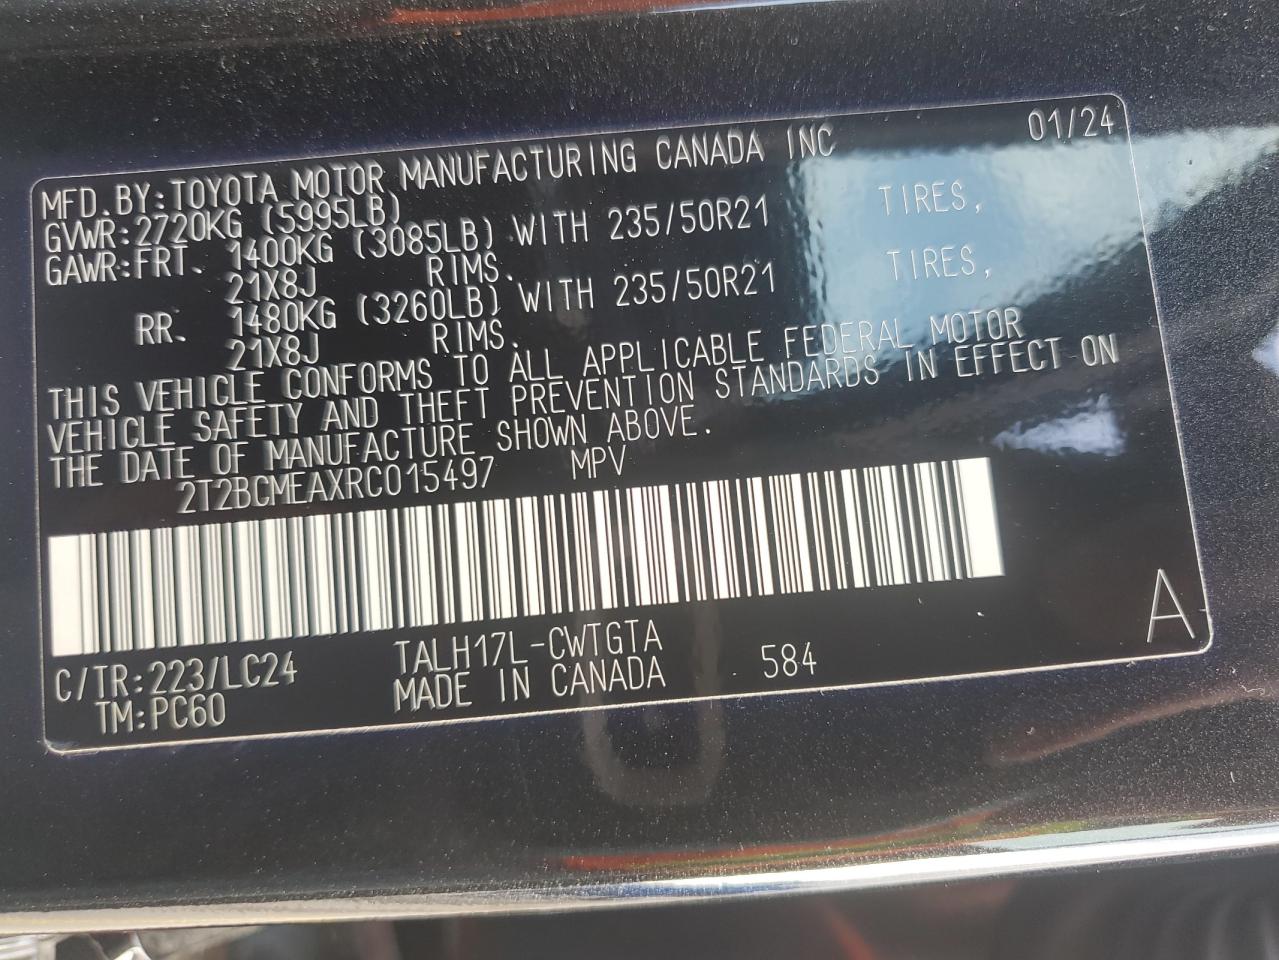 MFD.BY:TOYOTA MOTOR MANUFACTURING CANADA INC 01/24
GVWR:2720KG (5995LB)
GAWR:FRT. 1400KG (3085LB) WITH 235/50R21 TIRES,
21X8J RIMS.
RR. 1480KG (3260LB) WITH 235/50R21 TIRES,
21X8J RIMS.
THIS VEHICLE CONFORMS TO ALL APPLICABLE FEDERAL MOTOR
VEHICLE SAFETY AND THEFT PREVENTION STANDARDS IN EFFECT ON
THE DATE OF MANUFACTURE SHOWN ABOVE.
2T2BCMEAXRC015497 MPV
C/TR:223/LC24 TALH17L-CWTGTA
TM:PC60 MADE IN CANADA 584 A